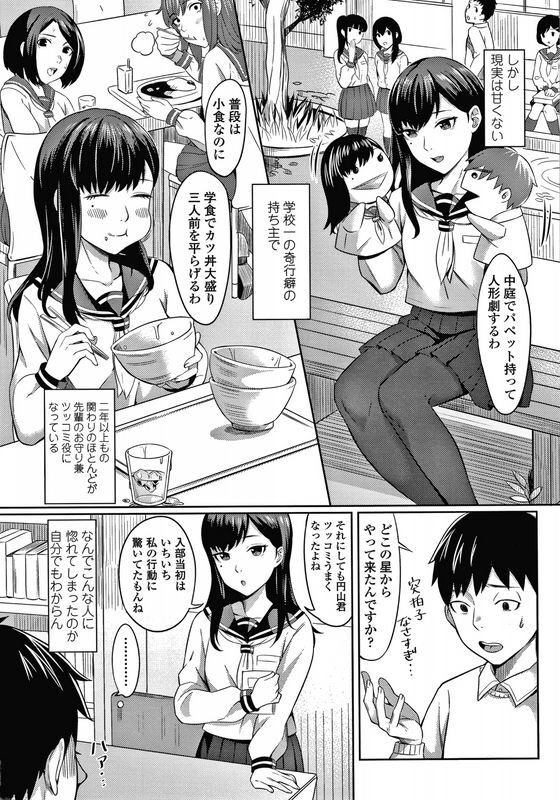 しかし
現実は甘くない
中庭でパペット持って
人形劇するわ
学校一の奇行癖の
持ち主で
普段は
小食なのに
学食でカツ丼大盛り
三人前を平らげるわ
二年以上もの
関わりのほとんどが
先輩のお守り兼
ツッコミ役に
なっている
どこの星から
やって来たんですか?
突拍子
なさすぎ…
それにしても円山君
ツッコミうまく
なったよね
入部当初は
いちいち
私の行動に
驚いてたもんね
………
なんでこんな人に
惚れてしまったのか
自分でもわからん
ハァ…